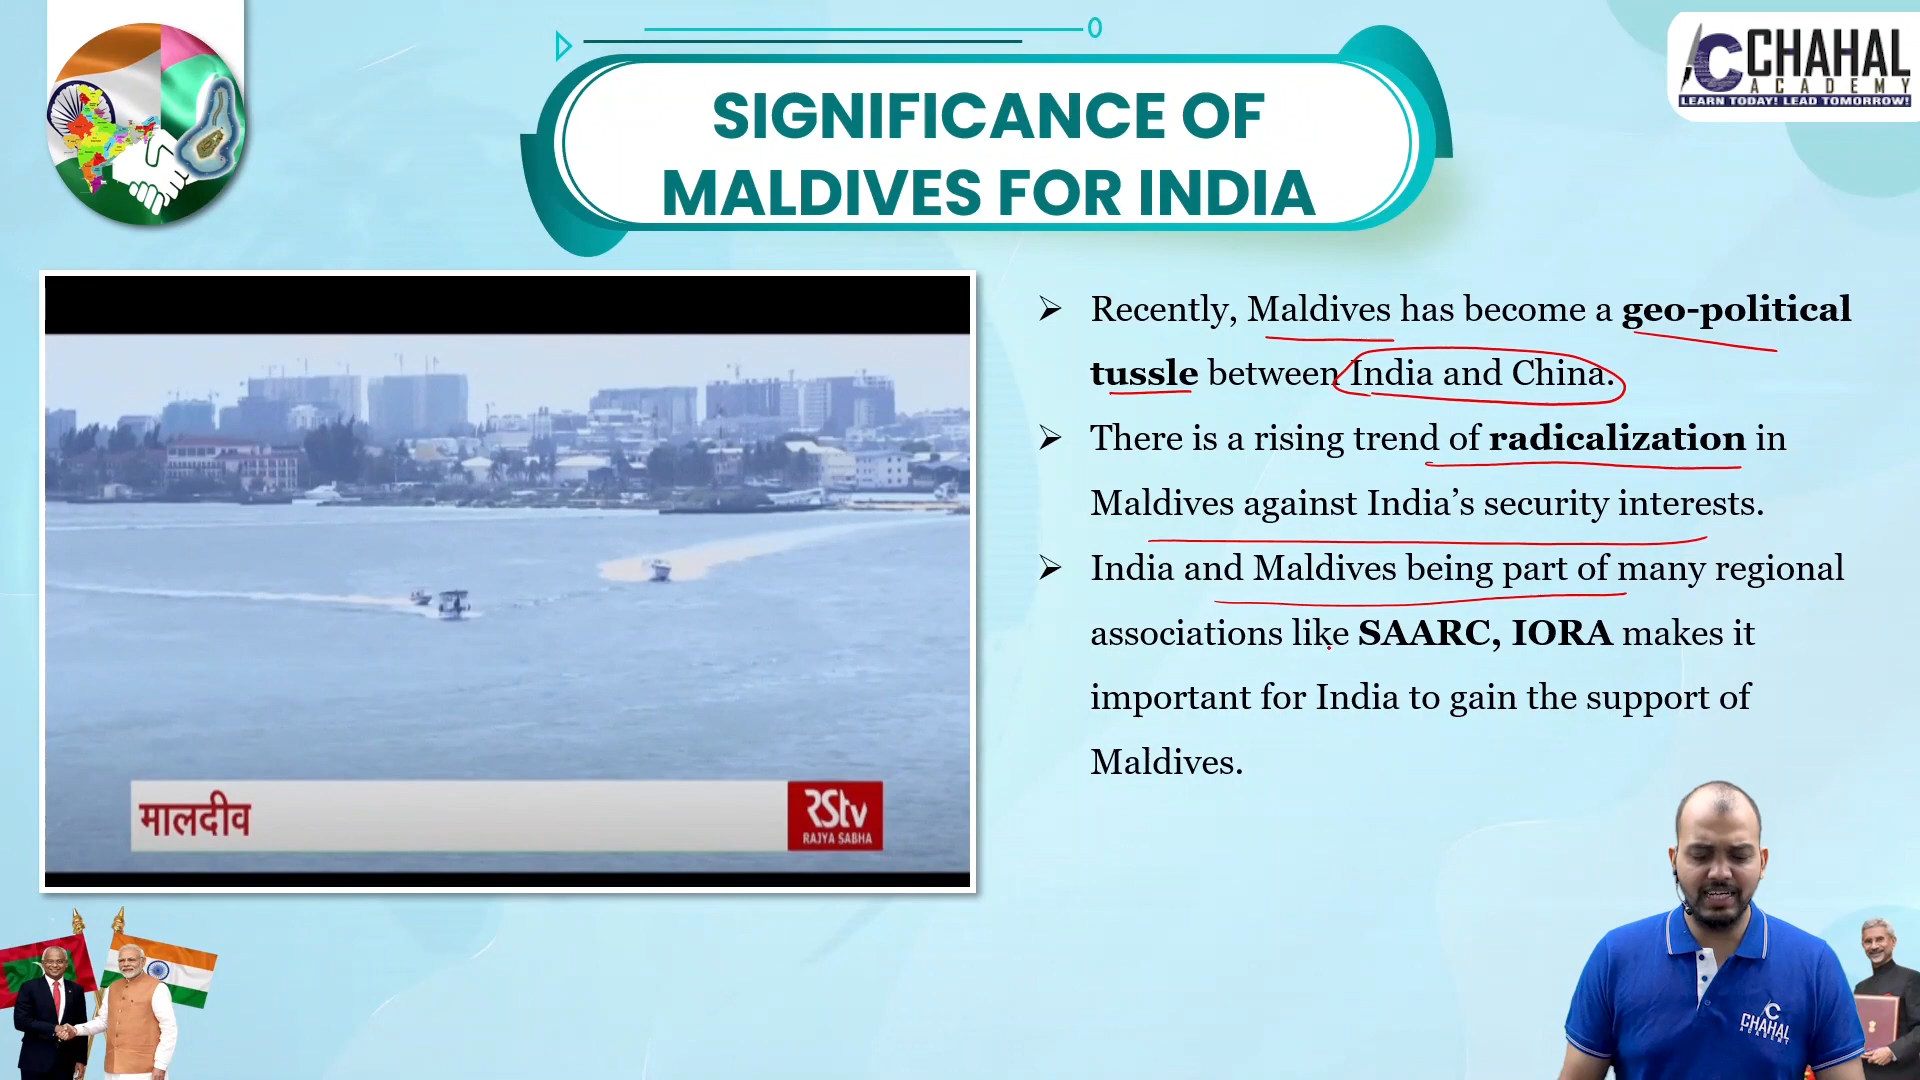 SIGNIFICANCE OF
MALDIVES FOR INDIA
CHAHAL
ACADEMY
LEARN TODAY! LEAD TOMORROW!
➢ Recently, Maldives has become a geo-political
tussle between India and China.
➢ There is a rising trend of radicalization in
Maldives against India’s security interests.
➢ India and Maldives being part of many regional
associations like SAARC, IORA makes it
important for India to gain the support of
Maldives.
मालदीव
RStv
RAJYA SABHA
CHAHAL
ACADEMY